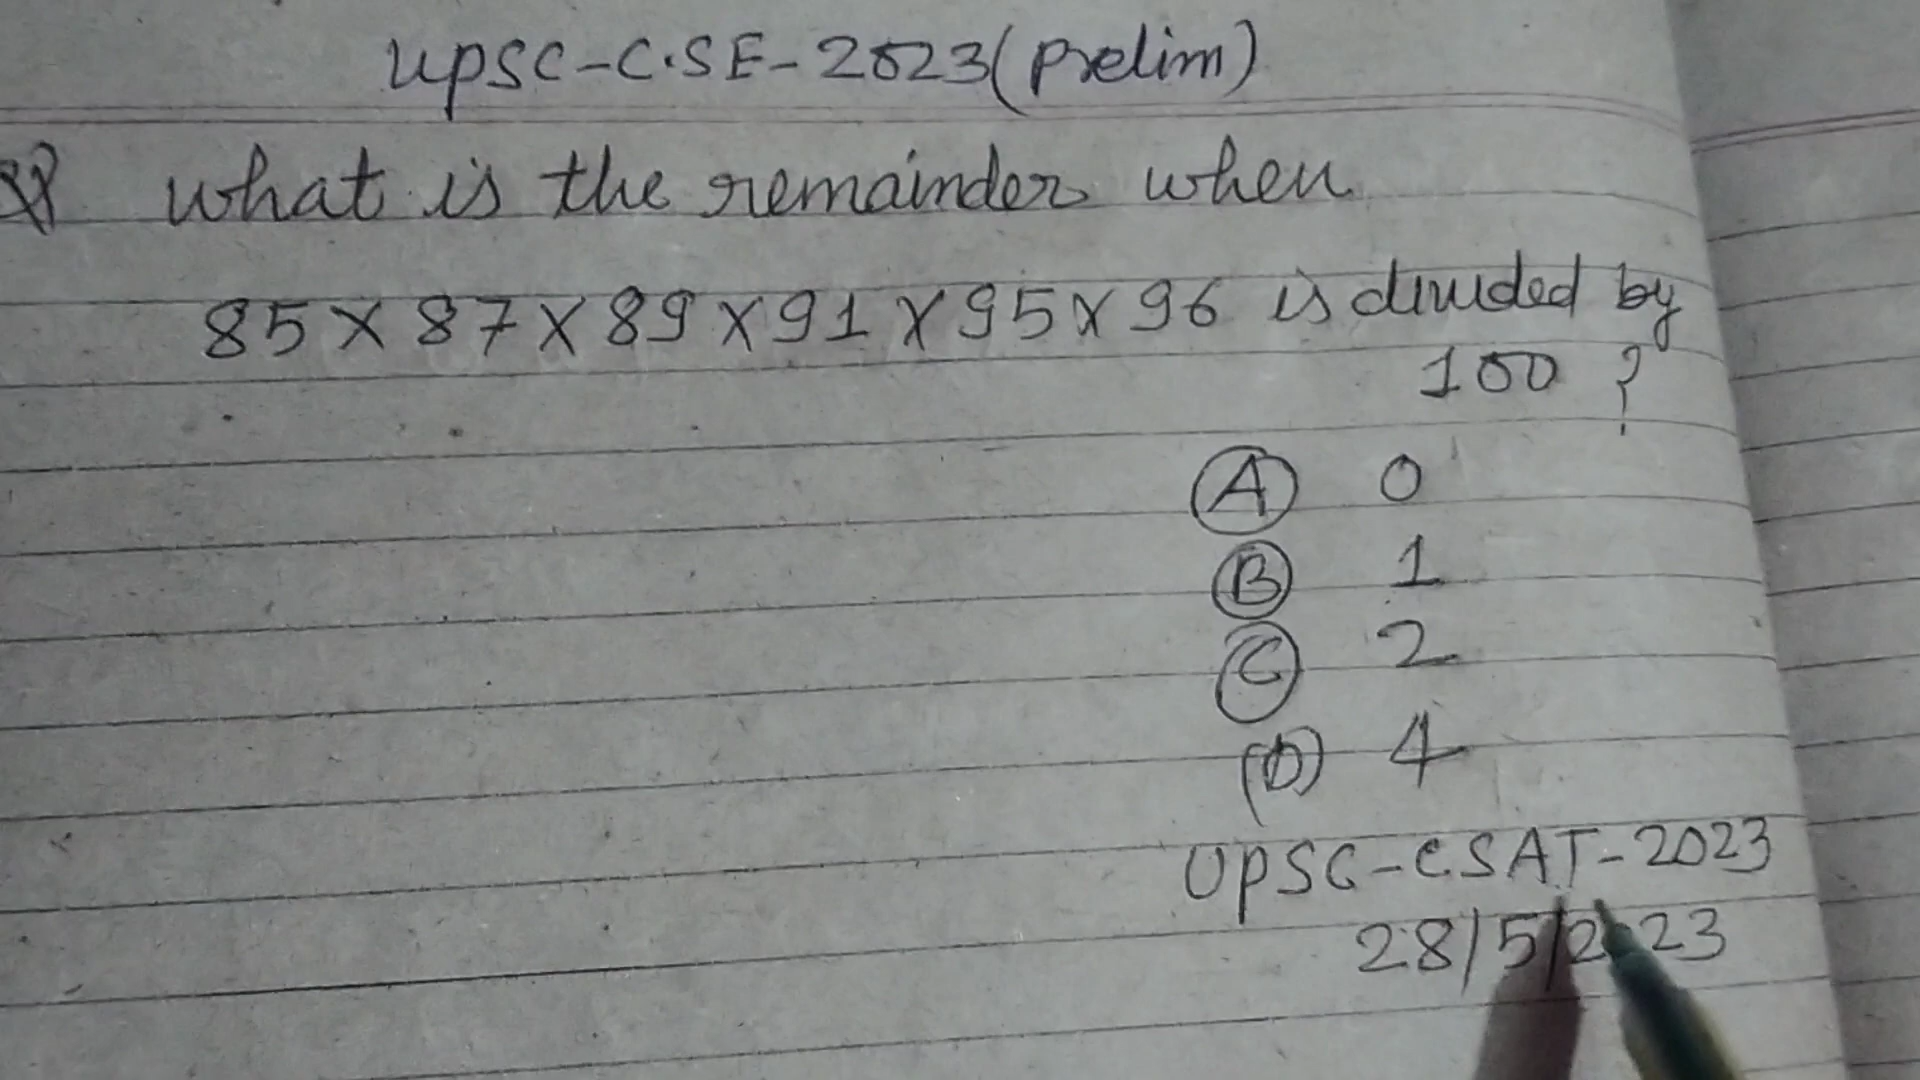 UPSC-C.SE-2023(Prelim)
Q what is the remainder when
85 X 87 X 89 X 91 X 95 X 96 is divided by
100 ?
(A) 0
(B) 1
(C) 2
(D) 4
UPSC-CSAT-2023
28/5/2023